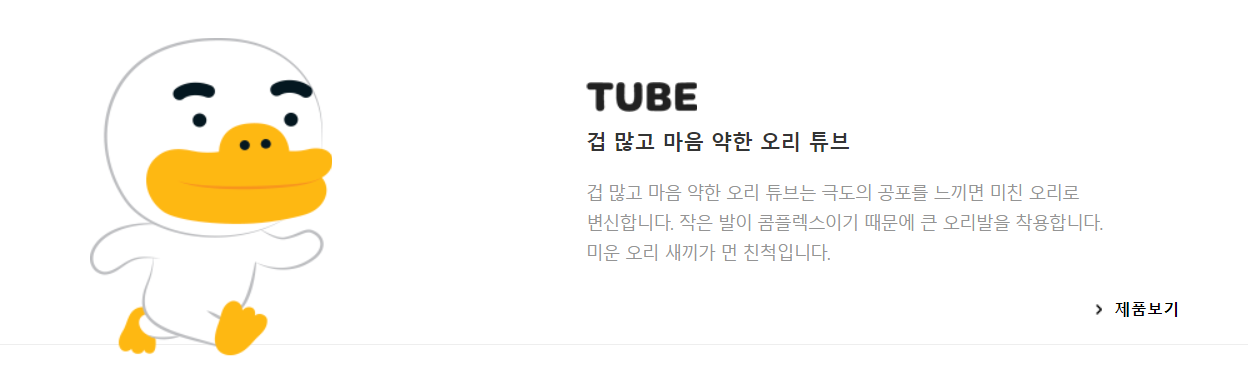 TUBE
겁 많고 마음 약한 오리 튜브
겁 많고 마음 약한 오리 튜브는 극도의 공포를 느끼면 미친 오리로
변신합니다. 작은 발이 콤플렉스이기 때문에 큰 오리발을 착용합니다.
미운 오리 새끼가 먼 친척입니다.
> 제품보기